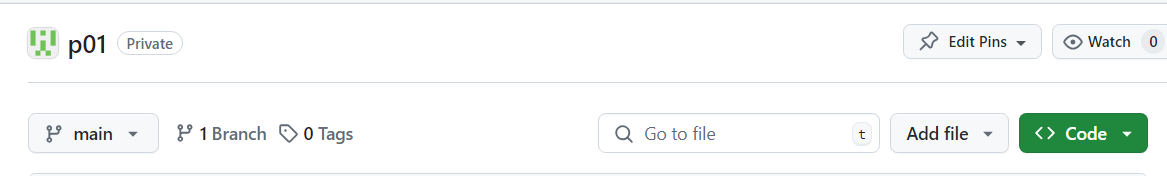 p01 Private Edit Pins Watch 0
main 1 Branch 0 Tags Go to file t Add file Code